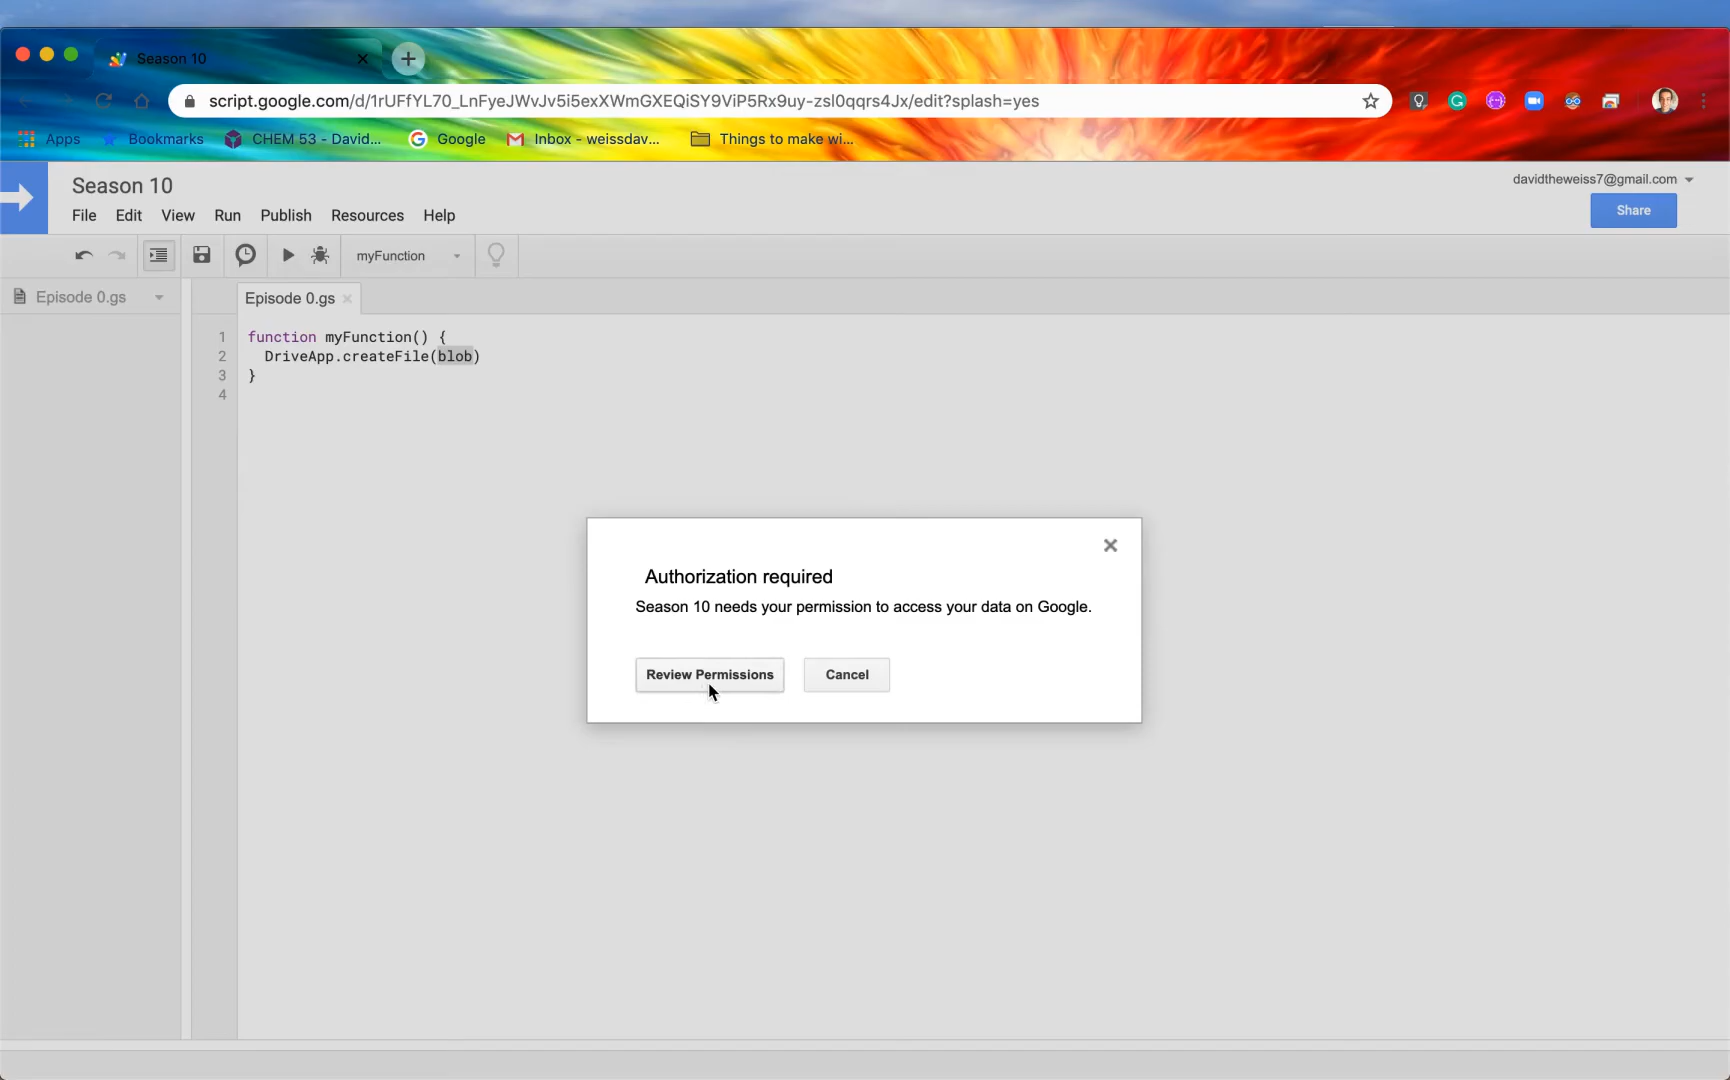 Season 10
script.google.com/d/1rUFfYL70_LnFyeJWvJv5i5exXWmGXEQiSY9ViP5Rx9uy-zsl0qqrs4Jx/edit?splash=yes
Apps Bookmarks CHEM 53 - David... Google Inbox - weissdav... Things to make wi...
Season 10
davidtheweiss7@gmail.com
File Edit View Run Publish Resources Help
Share
myFunction
Episode 0.gs
Episode 0.gs
1 function myFunction() {
2 DriveApp.createFile(blob)
3 }
4
Authorization required
Season 10 needs your permission to access your data on Google.
Review Permissions Cancel